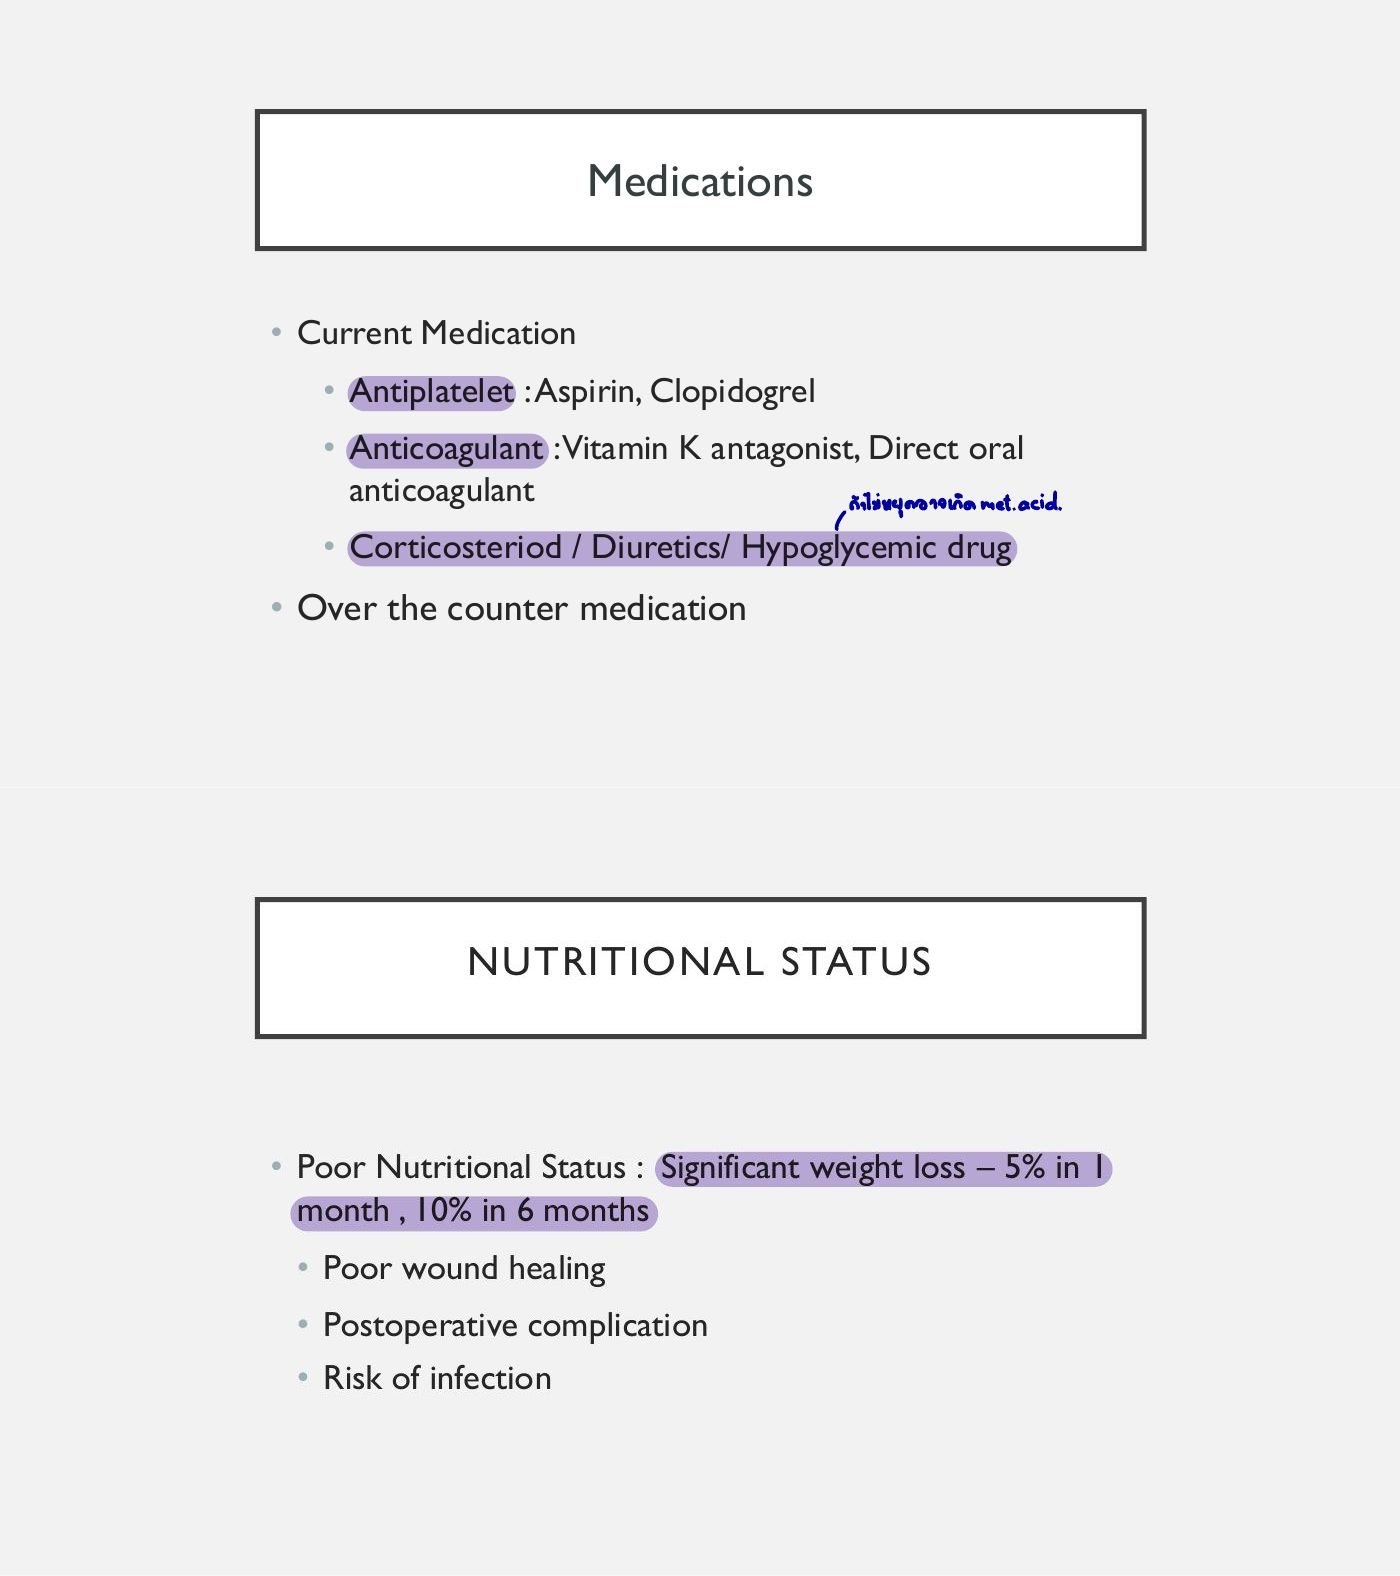 Medications
• Current Medication
• Antiplatelet : Aspirin, Clopidogrel
• Anticoagulant : Vitamin K antagonist, Direct oral
anticoagulant
ถ้าไม่หยุดอาจเกิด met. acid.
• Corticosteriod / Diuretics/ Hypoglycemic drug
• Over the counter medication
NUTRITIONAL STATUS
• Poor Nutritional Status : Significant weight loss – 5% in 1
month , 10% in 6 months
• Poor wound healing
• Postoperative complication
• Risk of infection